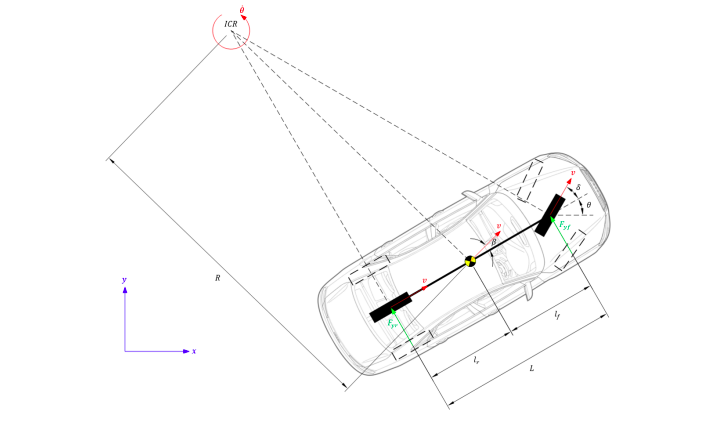 θ̇
ICR
v
δ
θ
F_yf
v
β
R
v
y
F_yr
l_f
x
l_r
L